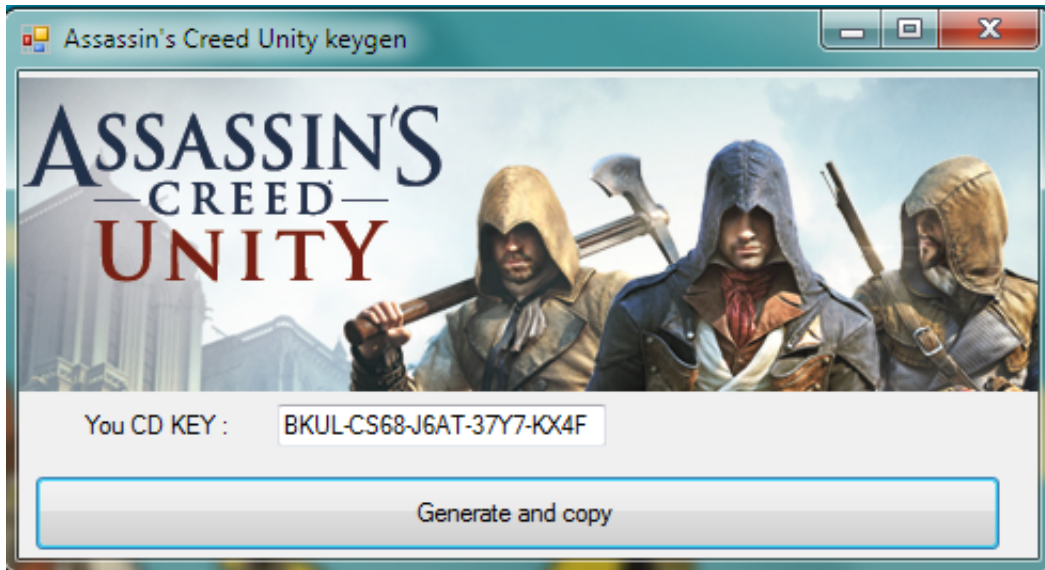 Assassin's Creed Unity keygen
ASSASSIN'S
CREED
UNITY
You CD KEY : BKUL-CS68-J6AT-37Y7-KX4F
Generate and copy